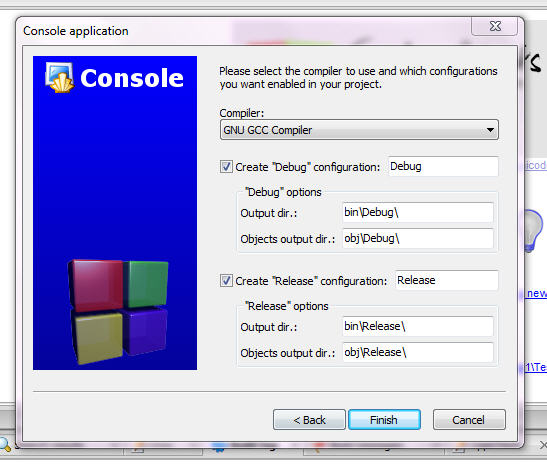 Console application
Console
Please select the compiler to use and which configurations
you want enabled in your project.
Compiler:
GNU GCC Compiler
Create "Debug" configuration: Debug
"Debug" options
Output dir.: bin\Debug\
Objects output dir.: obj\Debug\
Create "Release" configuration: Release
"Release" options
Output dir.: bin\Release\
Objects output dir.: obj\Release\
< Back Finish Cancel